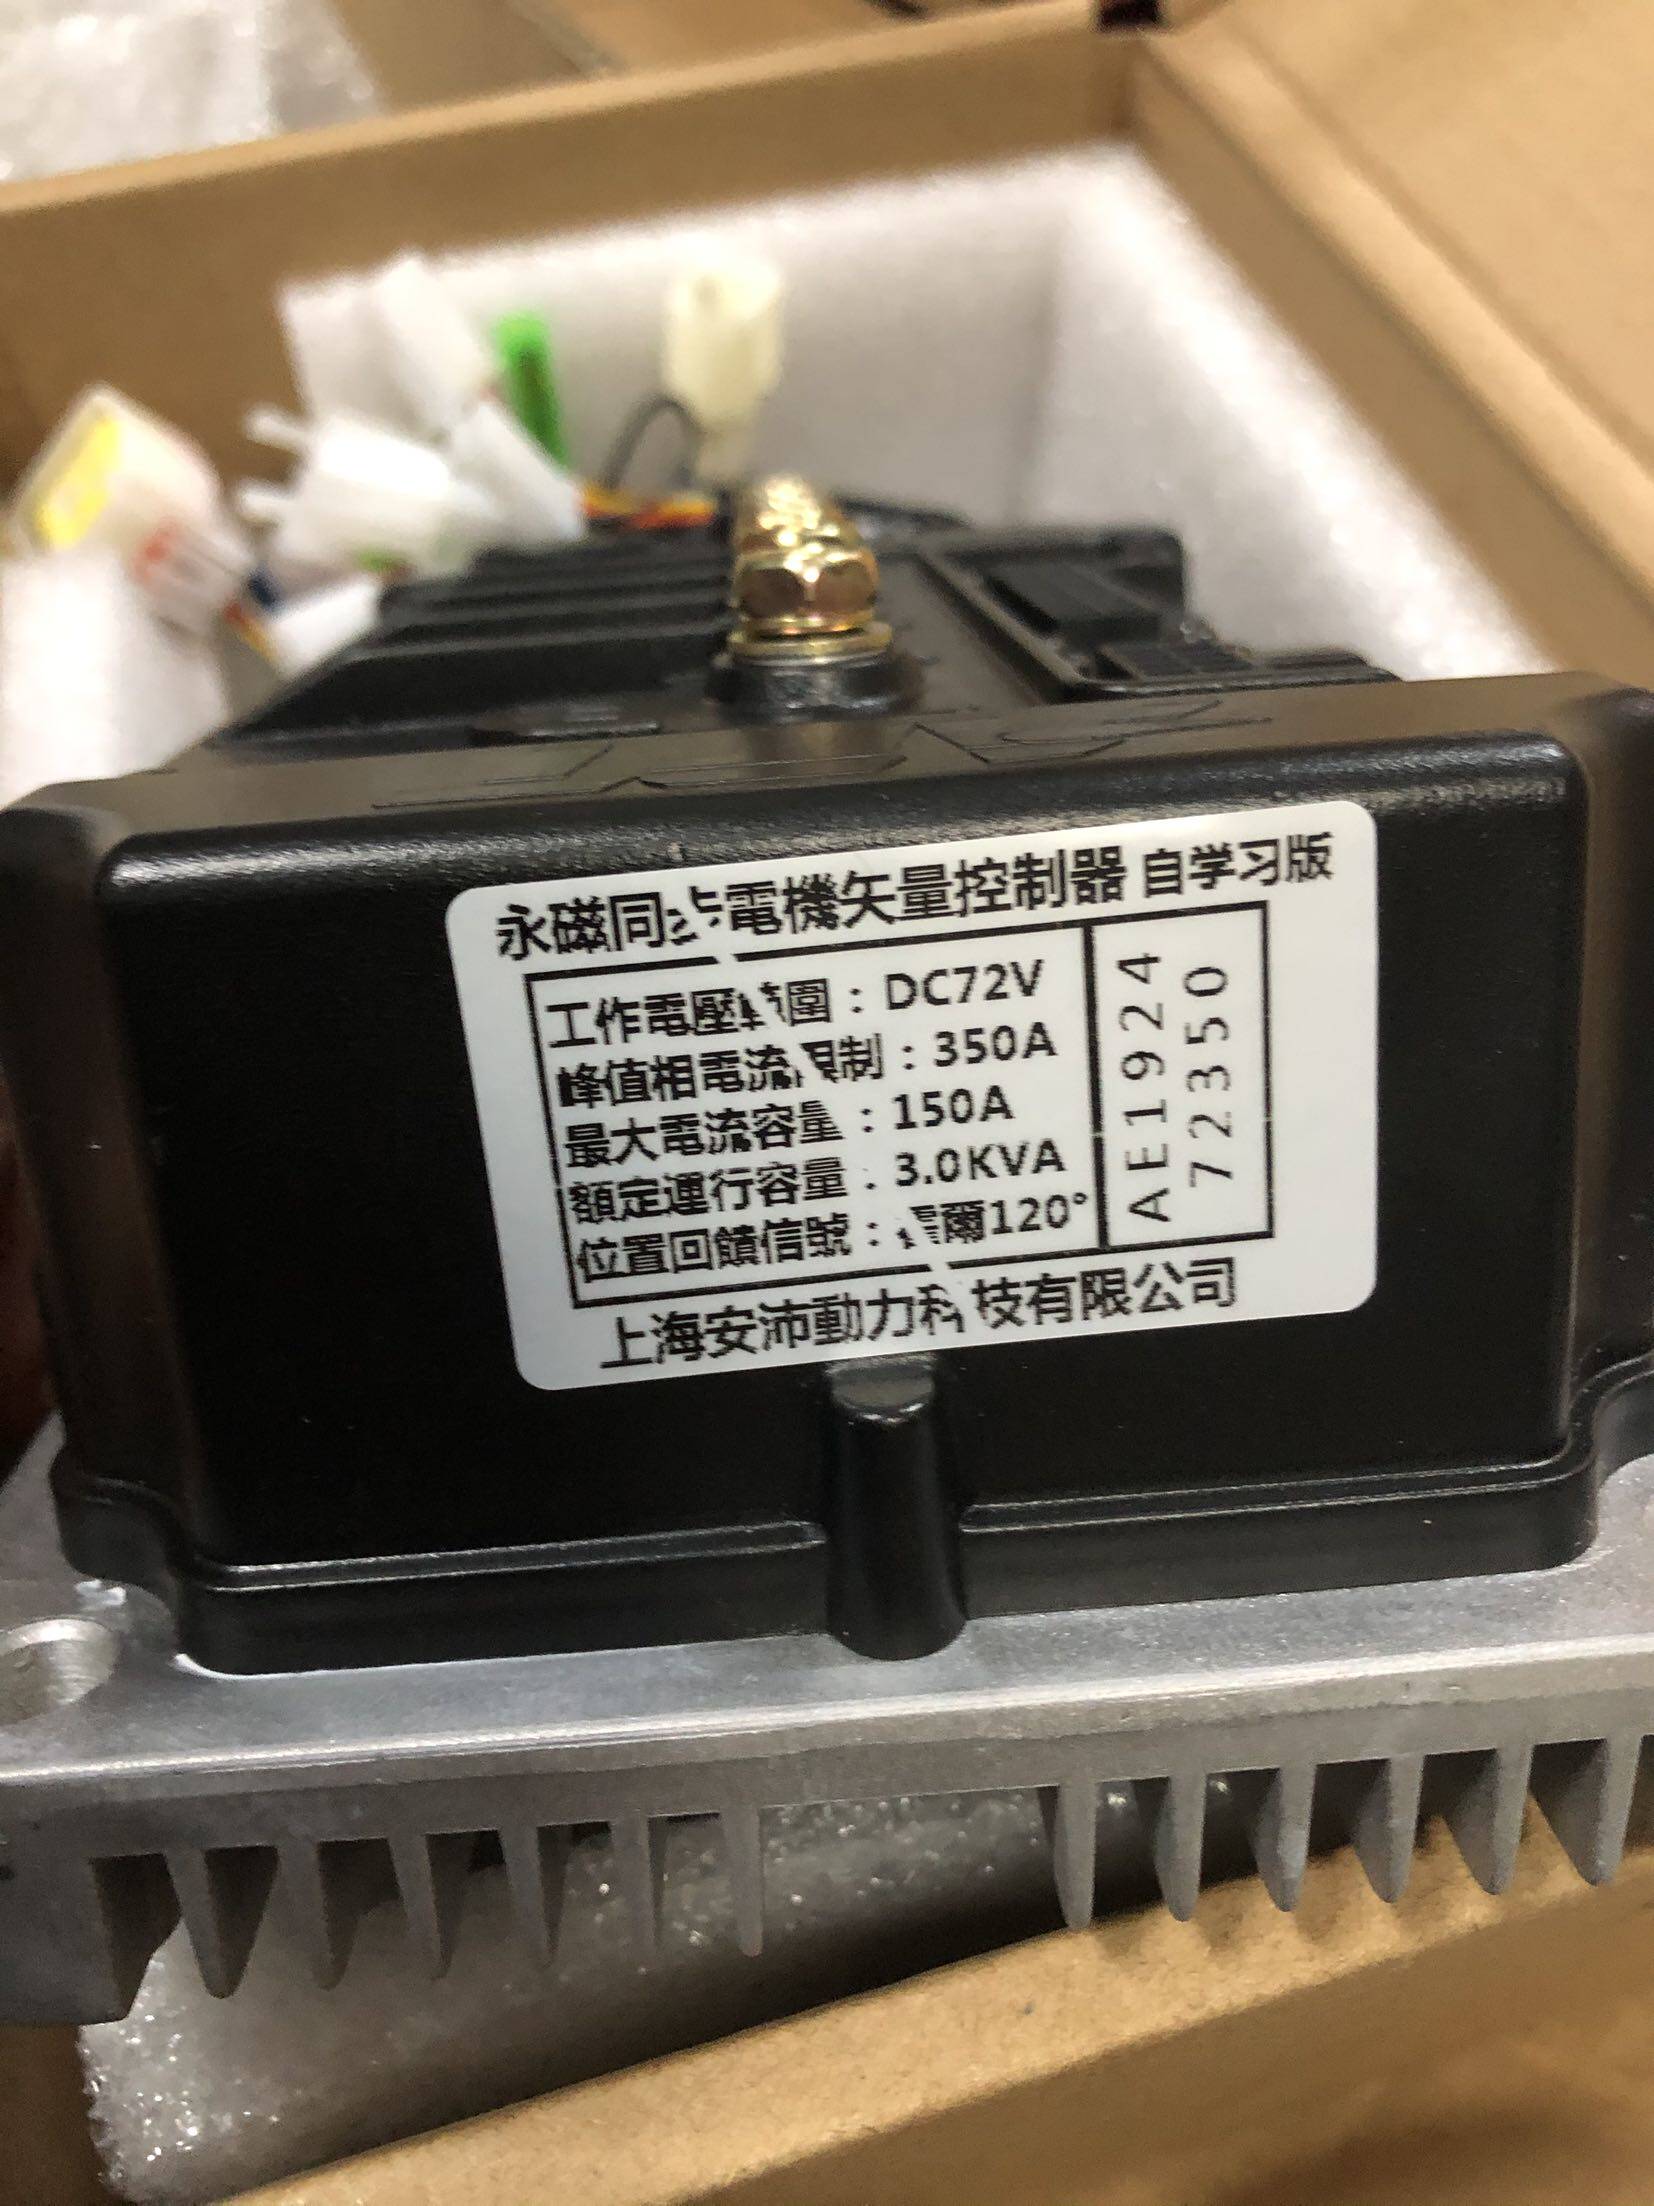 永磁同步電機矢量控制器 自学习版
工作電壓範圍：DC72V
峰值相電流限制：350A
最大電流容量：150A
額定運行容量：3.0KVA
位置回饋信號：霍爾120°
AE1924
72350
上海安沛動力科技有限公司